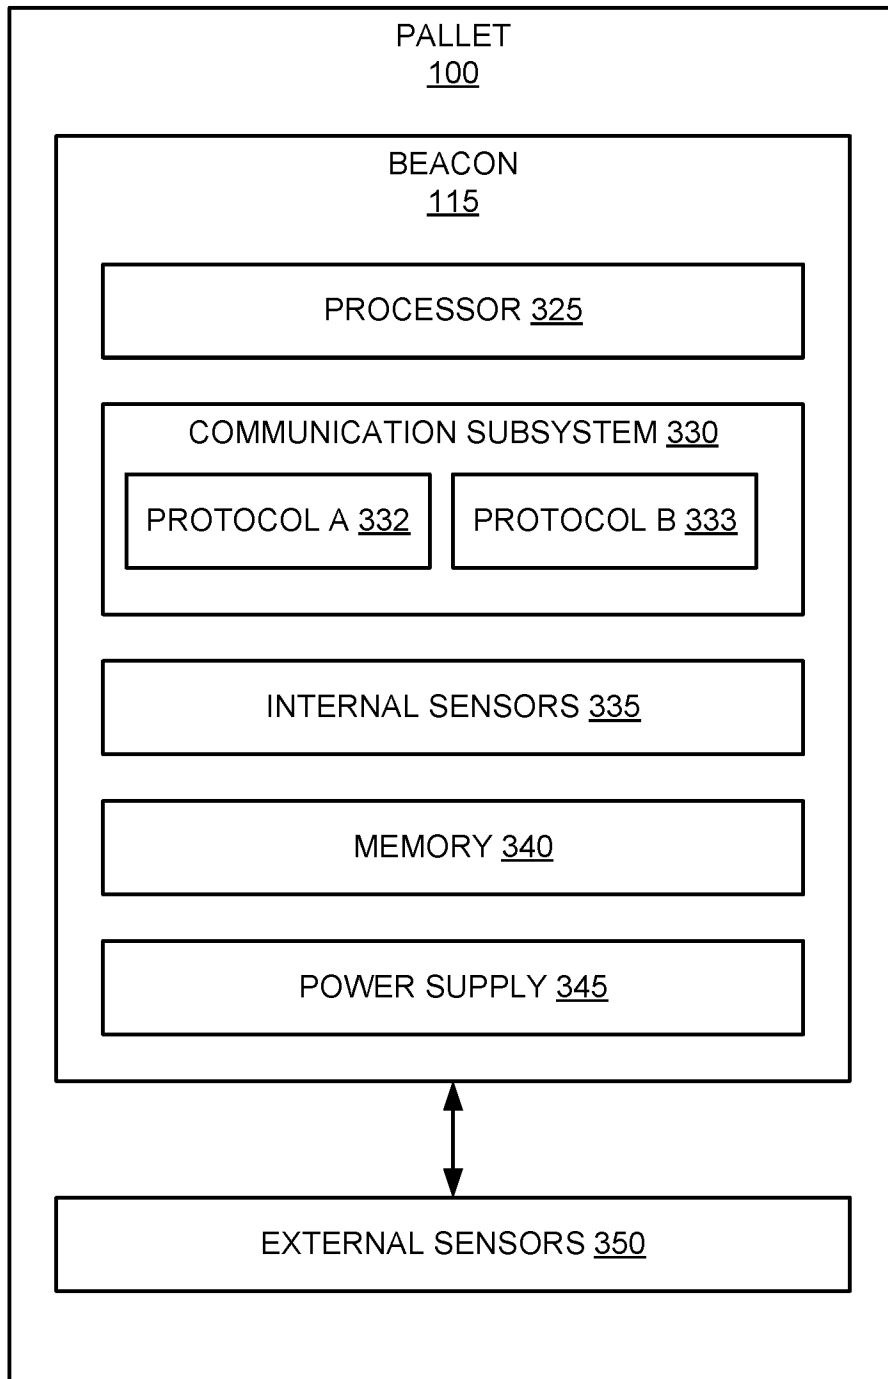 PALLET
100
BEACON
115
PROCESSOR 325
COMMUNICATION SUBSYSTEM 330
PROTOCOL A 332
PROTOCOL B 333
INTERNAL SENSORS 335
MEMORY 340
POWER SUPPLY 345
EXTERNAL SENSORS 350